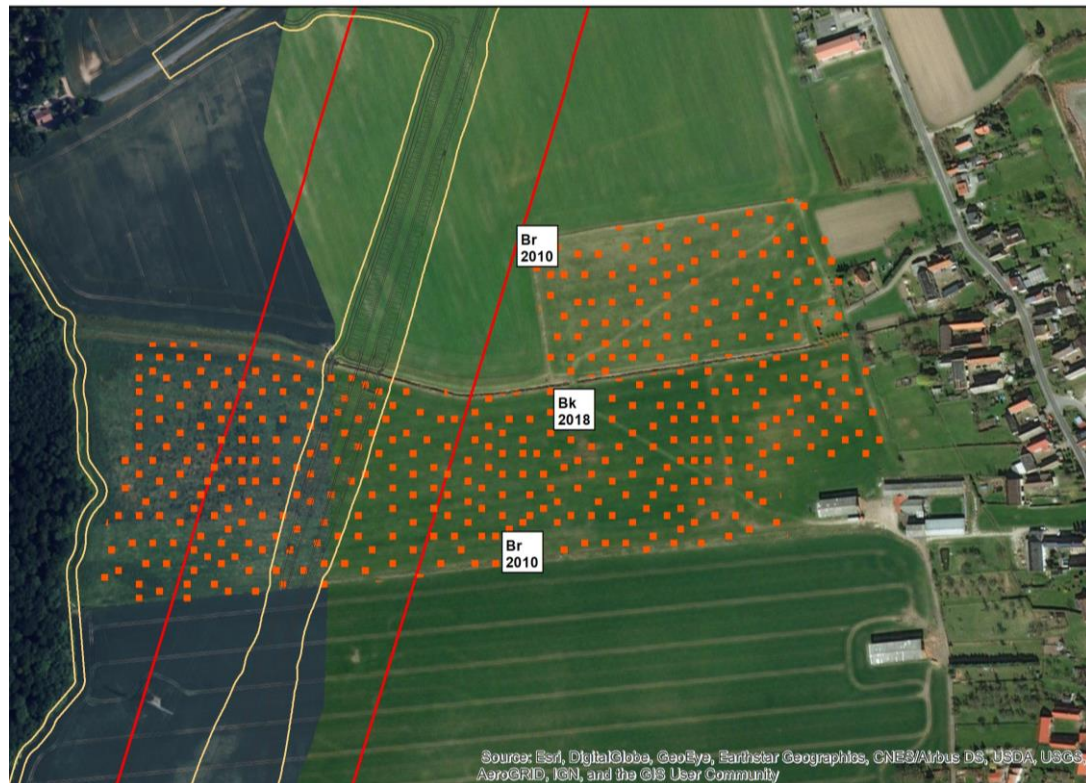 Br
2010
Bk
2018
Br
2010
Source: Esri, DigitalGlobe, GeoEye, Earthstar Geographics, CNES/Airbus DS, USDA, USGS
AeroGRID, IGN, and the GIS User Community